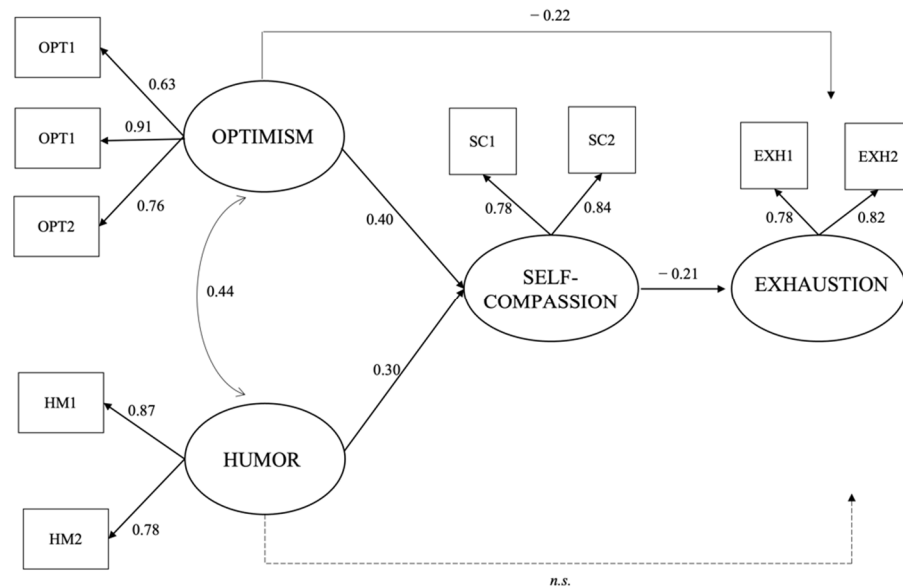 − 0.22
OPT1
0.63
OPT1
0.91
OPTIMISM
OPT2
0.76
SC1
SC2
EXH1
EXH2
0.78
0.84
0.78
0.82
0.40
0.44
SELF-
COMPASSION
− 0.21
EXHAUSTION
0.30
HM1
0.87
HUMOR
HM2
0.78
n.s.